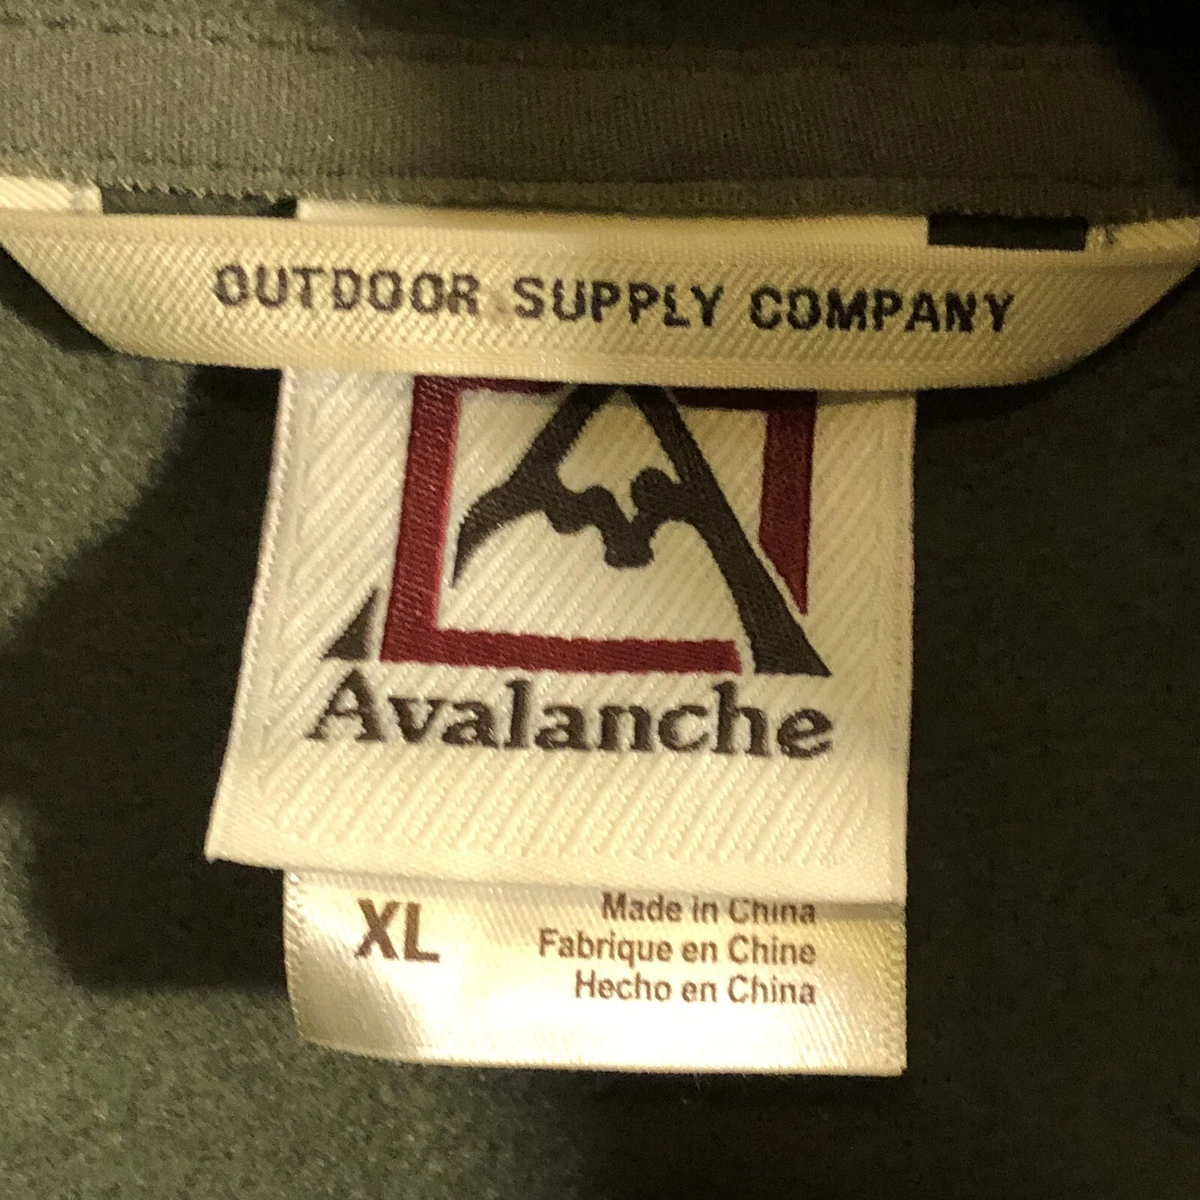 OUTDOOR SUPPLY COMPANY
Avalanche
XL
Made in China
Fabrique en Chine
Hecho en China